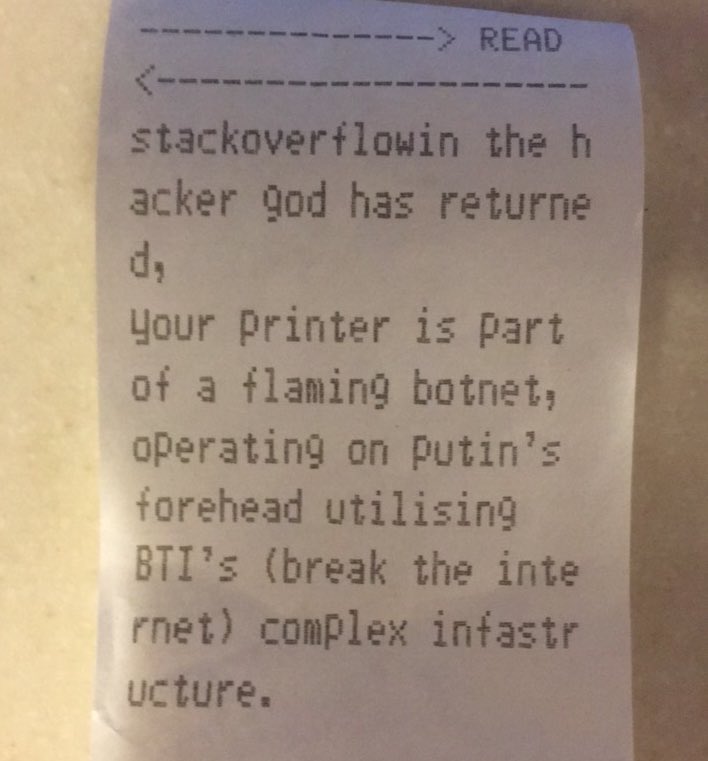 --------------> READ
<---------------------
stackoverflowin the h
acker god has returne
d,
your printer is part
of a flaming botnet,
operating on putin's
forehead utilising
BTI's (break the inte
rnet) complex infastr
ucture.